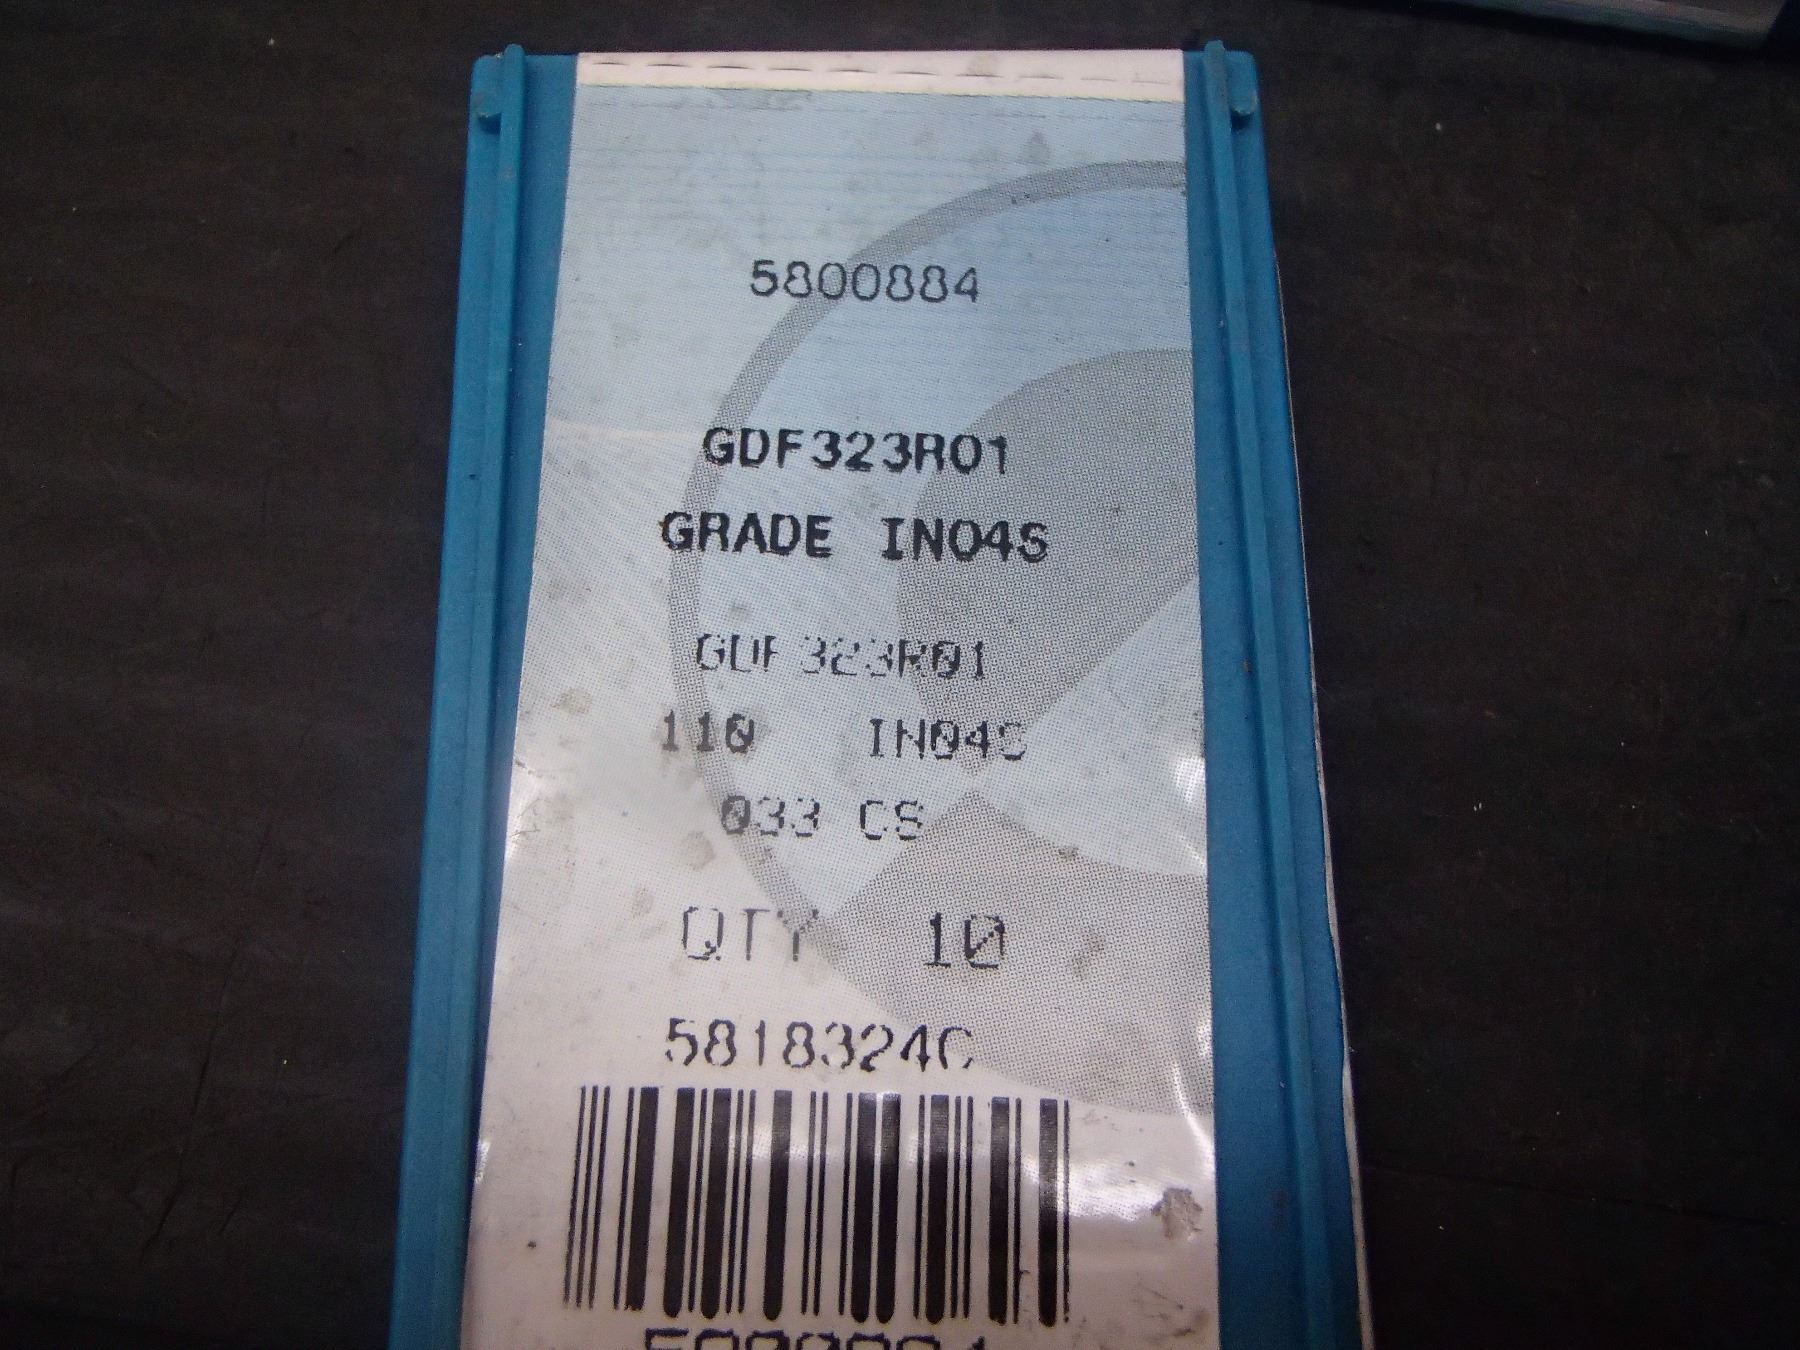 5800884
GDF323R01
GRADE IN04S
GDF323R01
110 IN04S
033 CS
QTY 10
5818324C